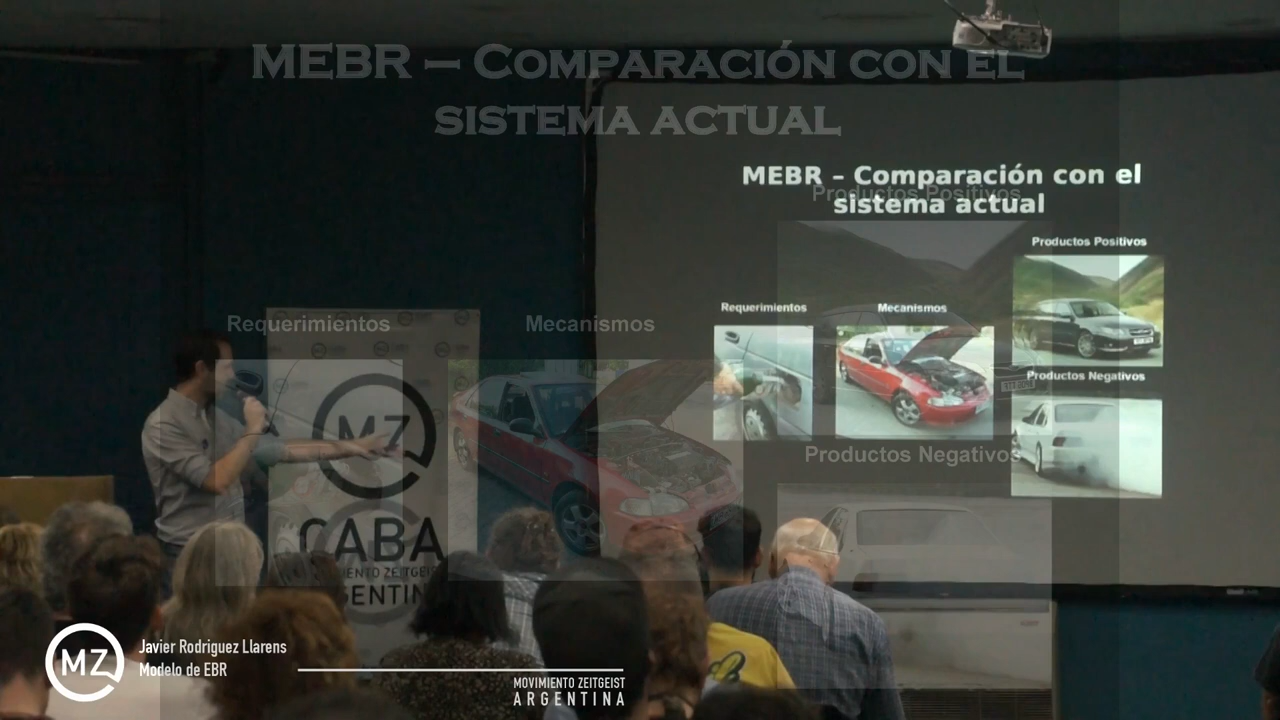 MEBR – COMPARACIÓN CON EL
SISTEMA ACTUAL
MEBR – Comparación con el
sistema actual
Productos Positivos
Productos Positivos
Requerimientos
Mecanismos
Requerimientos
Mecanismos
Productos Negativos
Productos Negativos
MZ
CABA
MZ
Javier Rodriguez Llarens
Modelo de EBR
MOVIMIENTO ZEITGEIST
ARGENTINA